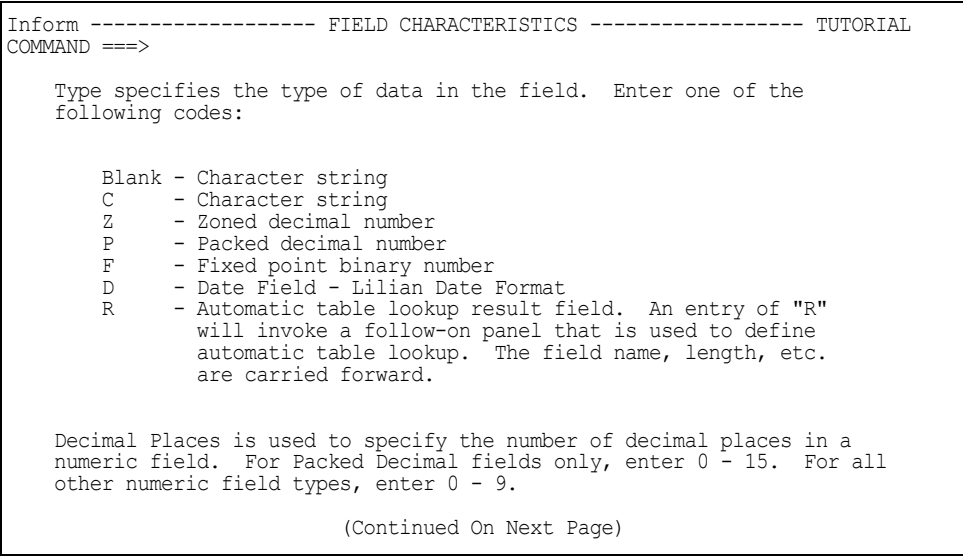 Inform ------------------- FIELD CHARACTERISTICS ------------------ TUTORIAL
COMMAND ===>
Type specifies the type of data in the field.  Enter one of the
following codes:
Blank - Character string
C     - Character string
Z     - Zoned decimal number
P     - Packed decimal number
F     - Fixed point binary number
D     - Date Field - Lilian Date Format
R     - Automatic table lookup result field.  An entry of "R"
will invoke a follow-on panel that is used to define
automatic table lookup.  The field name, length, etc.
are carried forward.
Decimal Places is used to specify the number of decimal places in a
numeric field.  For Packed Decimal fields only, enter 0 - 15.  For all
other numeric field types, enter 0 - 9.
(Continued On Next Page)